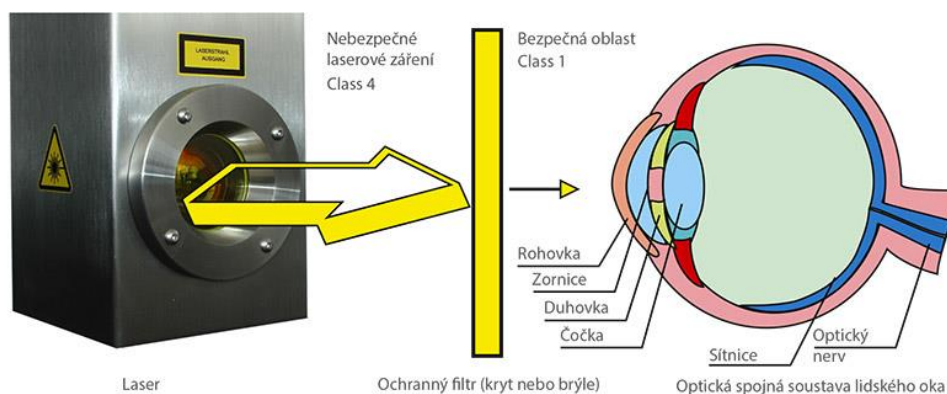 LASERSTRAHL
AUSGANG
Nebezpečné
laserové záření
Class 4
Bezpečná oblast
Class 1
Rohovka
Zornice
Duhovka
Čočka
Sítnice
Optický
nerv
Laser
Ochranný filtr (kryt nebo brýle)
Optická spojná soustava lidského oka